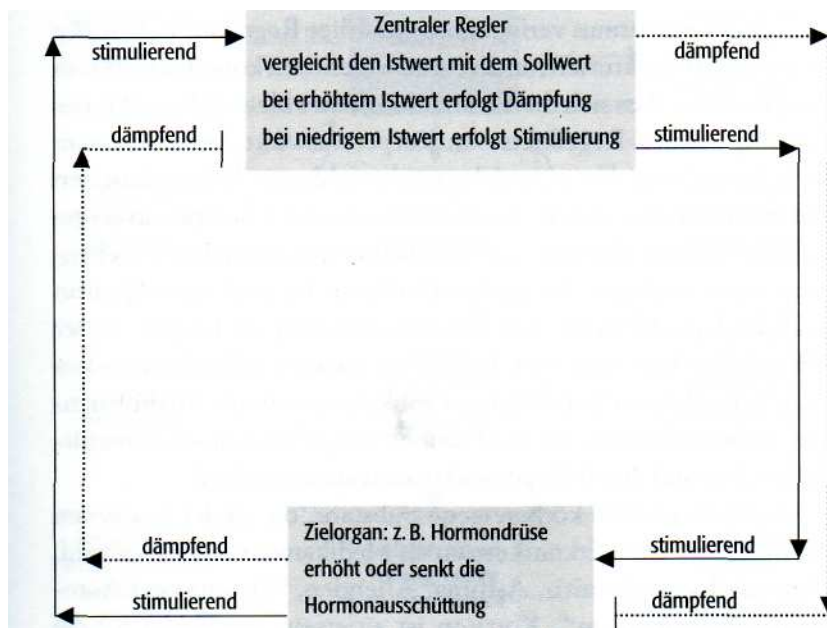 Zentraler Regler
stimulierend
dämpfend
vergleicht den Istwert mit dem Sollwert
bei erhöhtem Istwert erfolgt Dämpfung
dämpfend
bei niedrigem Istwert erfolgt Stimulierung
stimulierend
Zielorgan: z. B. Hormondrüse
dämpfend
stimulierend
erhöht oder senkt die
stimulierend
Hormonausschüttung
dämpfend